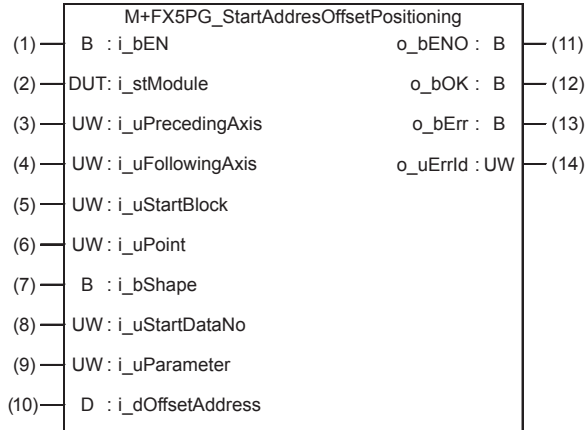 M+FX5PG_StartAddresOffsetPositioning
(1) B : i_bEN o_bENO : B (11)
(2) DUT: i_stModule o_bOK : B (12)
(3) UW : i_uPrecedingAxis o_bErr : B (13)
(4) UW : i_uFollowingAxis o_uErrId : UW (14)
(5) UW : i_uStartBlock
(6) UW : i_uPoint
(7) B : i_bShape
(8) UW : i_uStartDataNo
(9) UW : i_uParameter
(10) D : i_dOffsetAddress